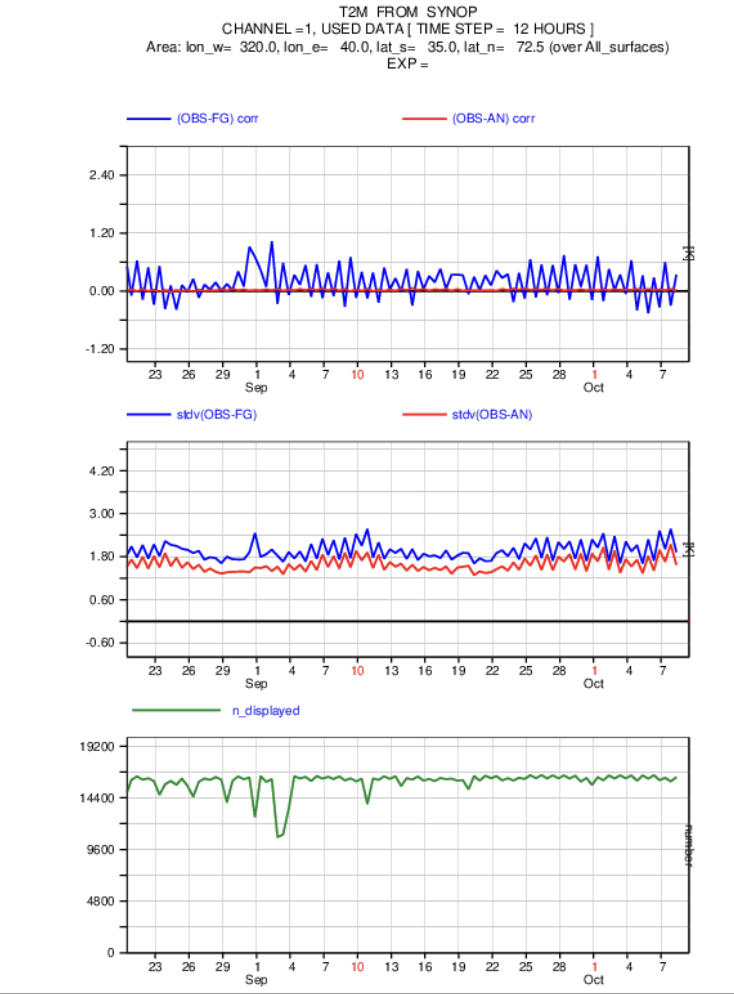 T2M FROM SYNOP
CHANNEL =1, USED DATA [ TIME STEP = 12 HOURS ]
Area: lon_w= 320.0, lon_e= 40.0, lat_s= 35.0, lat_n= 72.5 (over All_surfaces)
EXP =
(OBS-FG) corr (OBS-AN) corr
2.40
1.20
0.00
-1.20
[K]
23 26 29 1 4 7 10 13 16 19 22 25 28 1 4 7
Sep Oct
stdv(OBS-FG) stdv(OBS-AN)
4.20
3.00
1.80
0.60
-0.60
[K]
23 26 29 1 4 7 10 13 16 19 22 25 28 1 4 7
Sep Oct
n_displayed
19200
14400
9600
4800
0
number
23 26 29 1 4 7 10 13 16 19 22 25 28 1 4 7
Sep Oct